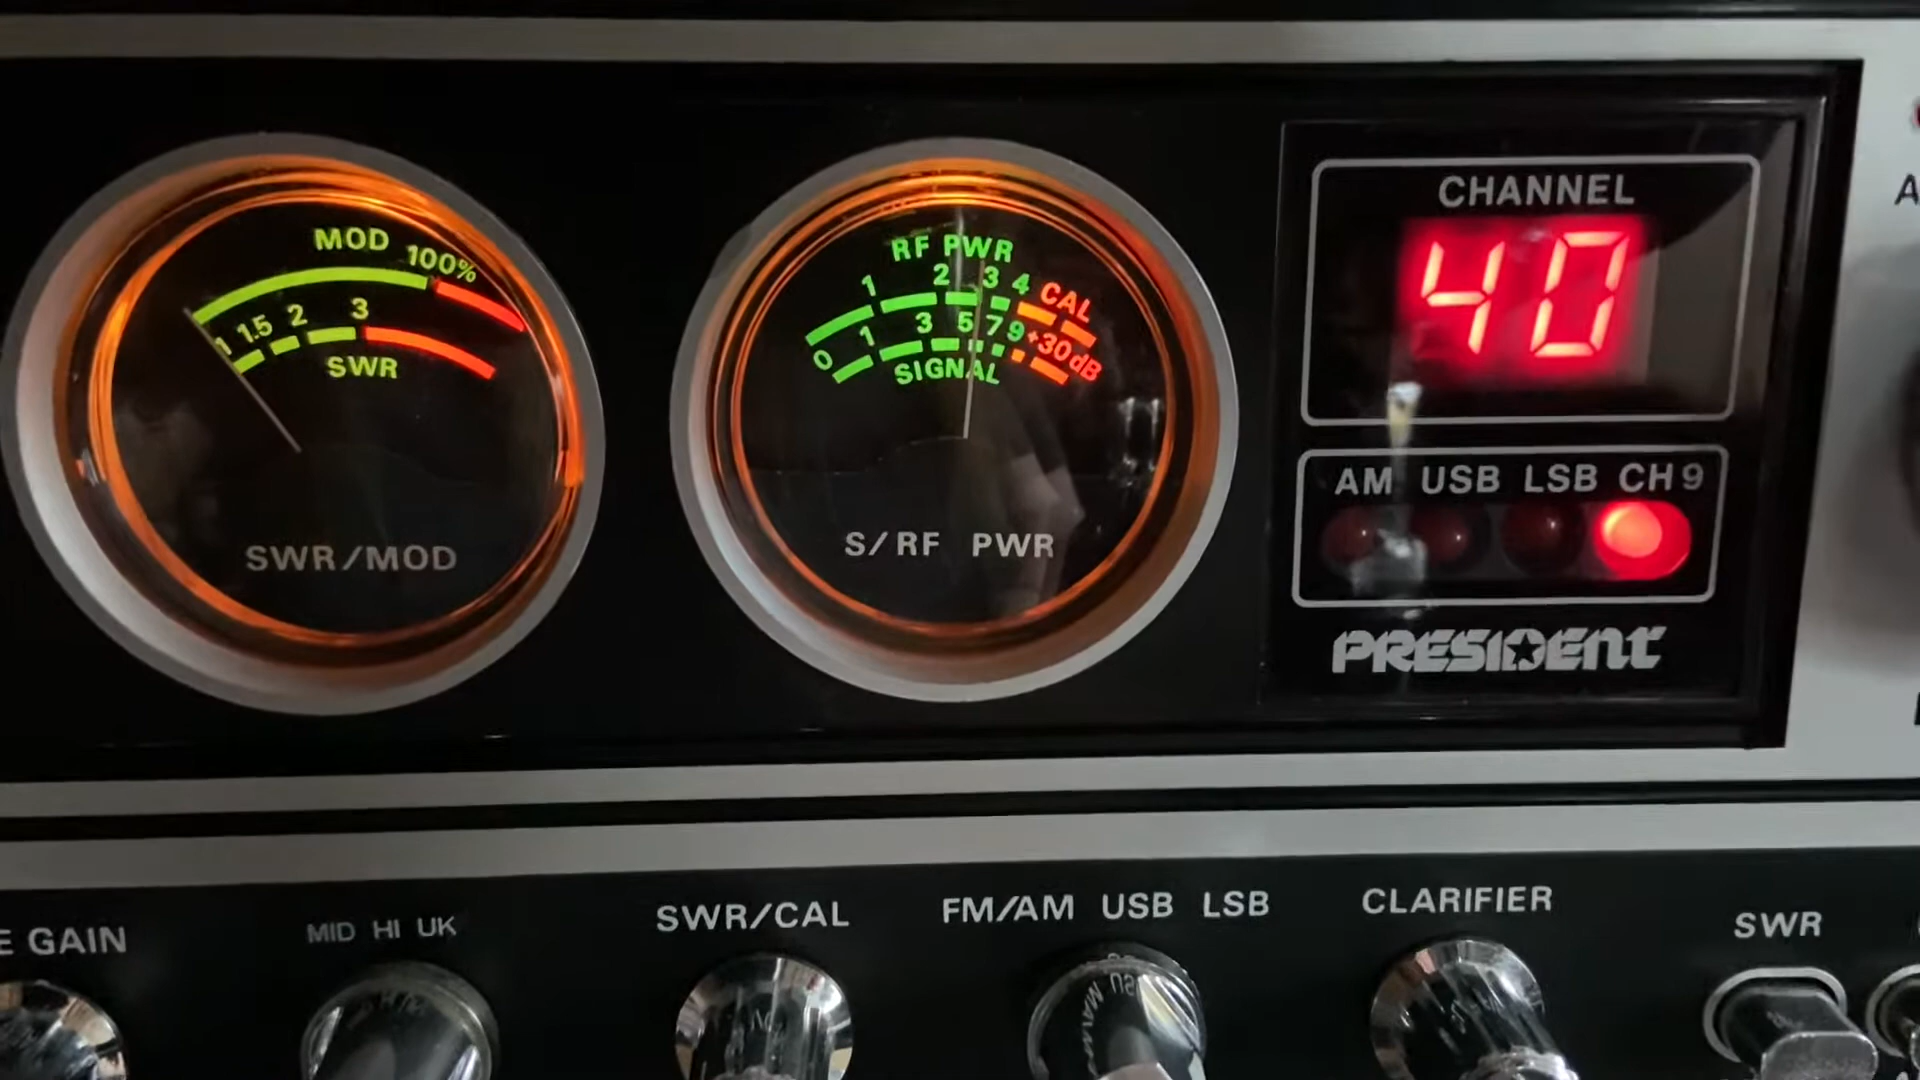 MOD 100%
1 1.5 2 3
SWR
SWR/MOD
RF PWR
1 2 3 4 CAL
0 1 3 5 7 9 +30dB
SIGNAL
S/RF PWR
CHANNEL
40
AM USB LSB CH9
PRESIDENT
E GAIN
MID HI UK
SWR/CAL
FM/AM USB LSB
CLARIFIER
SWR